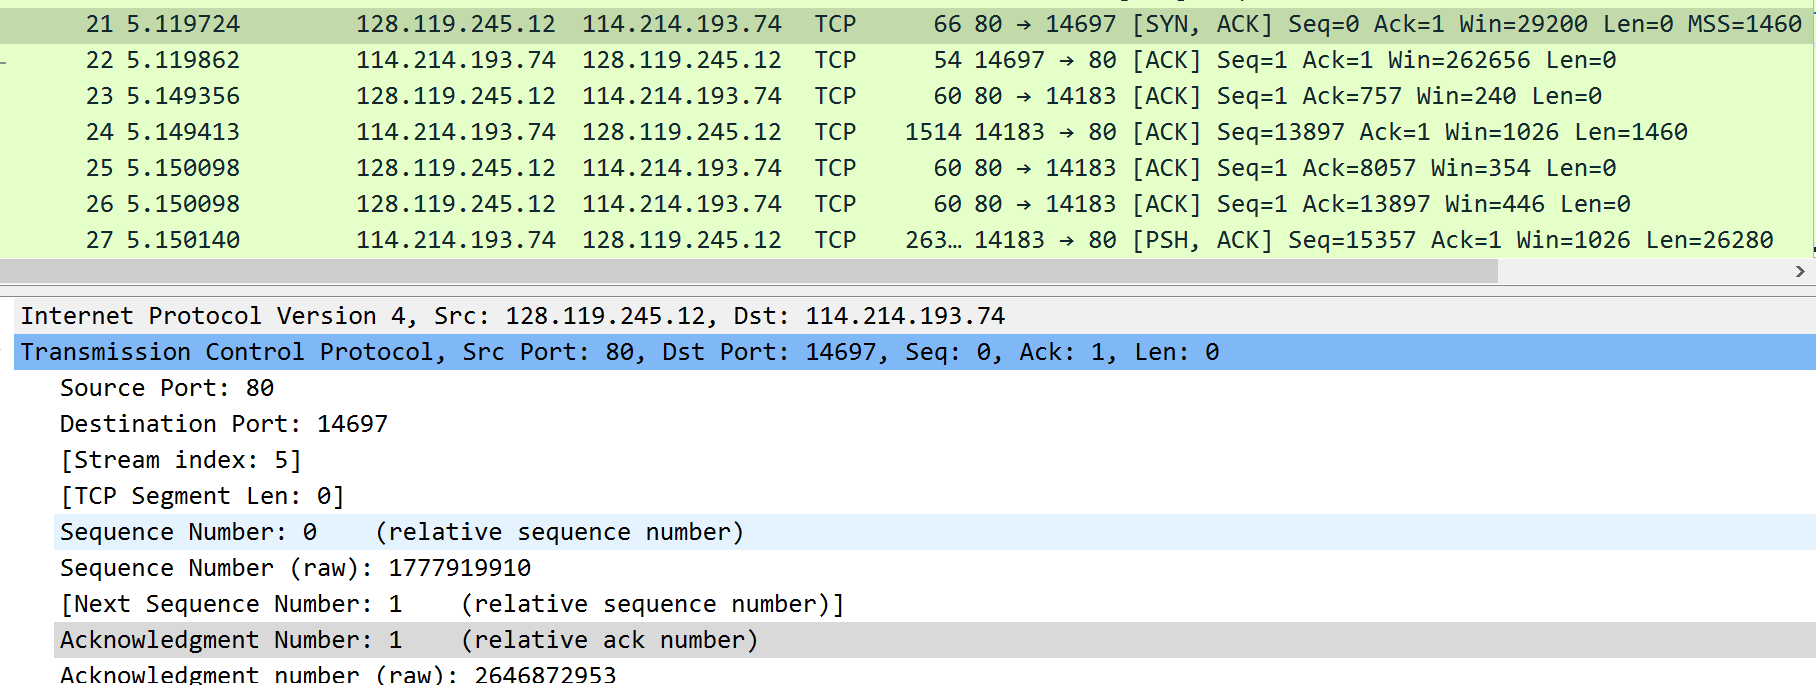 21 5.119724 128.119.245.12 114.214.193.74 TCP 66 80 → 14697 [SYN, ACK] Seq=0 Ack=1 Win=29200 Len=0 MSS=1460
22 5.119862 114.214.193.74 128.119.245.12 TCP 54 14697 → 80 [ACK] Seq=1 Ack=1 Win=262656 Len=0
23 5.149356 128.119.245.12 114.214.193.74 TCP 60 80 → 14183 [ACK] Seq=1 Ack=757 Win=240 Len=0
24 5.149413 114.214.193.74 128.119.245.12 TCP 1514 14183 → 80 [ACK] Seq=13897 Ack=1 Win=1026 Len=1460
25 5.150098 128.119.245.12 114.214.193.74 TCP 60 80 → 14183 [ACK] Seq=1 Ack=8057 Win=354 Len=0
26 5.150098 128.119.245.12 114.214.193.74 TCP 60 80 → 14183 [ACK] Seq=1 Ack=13897 Win=446 Len=0
27 5.150140 114.214.193.74 128.119.245.12 TCP 263… 14183 → 80 [PSH, ACK] Seq=15357 Ack=1 Win=1026 Len=26280
Internet Protocol Version 4, Src: 128.119.245.12, Dst: 114.214.193.74
Transmission Control Protocol, Src Port: 80, Dst Port: 14697, Seq: 0, Ack: 1, Len: 0
Source Port: 80
Destination Port: 14697
[Stream index: 5]
[TCP Segment Len: 0]
Sequence Number: 0 (relative sequence number)
Sequence Number (raw): 1777919910
[Next Sequence Number: 1 (relative sequence number)]
Acknowledgment Number: 1 (relative ack number)
Acknowledgment number (raw): 2646872953